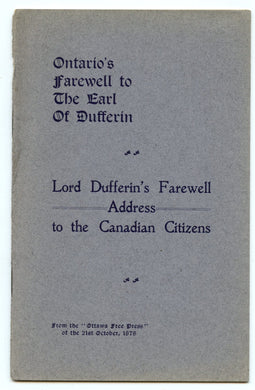 Ontario's
Farewell to
The Earl
Of Dufferin
Lord Dufferin's Farewell
Address
to the Canadian Citizens
From the "Ottawa Free Press"
of the 21st October, 1878